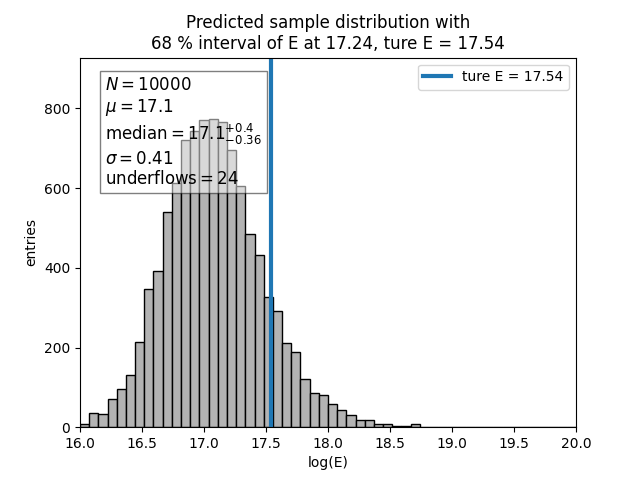 Predicted sample distribution with
68 % interval of E at 17.24, ture E = 17.54
N = 10000
μ = 17.1
median = 17.1 +0.4 −0.36
σ = 0.41
underflows = 24
ture E = 17.54
entries
800
600
400
200
0
16.0 16.5 17.0 17.5 18.0 18.5 19.0 19.5 20.0
log(E)